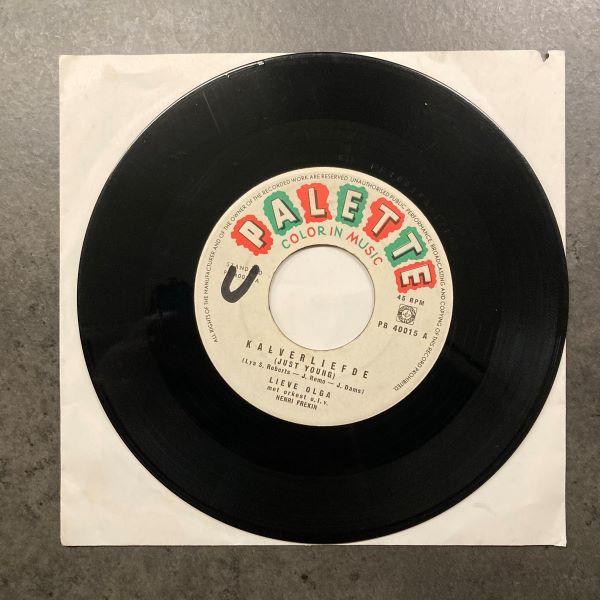 ALL RIGHTS OF THE MANUFACTURER AND OF THE OWNER OF THE RECORDED WORK ARE RESERVED. UNAUTHORISED PUBLIC PERFORMANCE, BROADCASTING AND COPYING OF THIS RECORD PROHIBITED.
PALETTE
COLOR IN MUSIC
45 RPM
PB 40015 A
KALVERLIEFDE
(JUST YOUNG)
(Lya S. Roberts — J. Remo — J. Dams)
LIEVE OLGA
met orkest o.l.v.
HENRI FREXIN